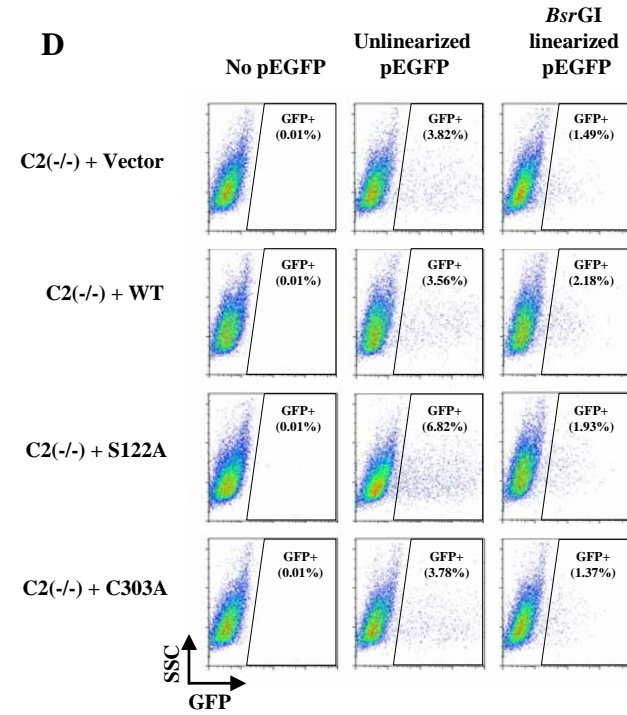 D
No pEGFP
Unlinearized
pEGFP
BsrGI
linearized
pEGFP
C2(-/-) + Vector
GFP+
(0.01%)
GFP+
(3.82%)
GFP+
(1.49%)
C2(-/-) + WT
GFP+
(0.01%)
GFP+
(3.56%)
GFP+
(2.18%)
C2(-/-) + S122A
GFP+
(0.01%)
GFP+
(6.82%)
GFP+
(1.93%)
C2(-/-) + C303A
GFP+
(0.01%)
GFP+
(3.78%)
GFP+
(1.37%)
SSC
GFP